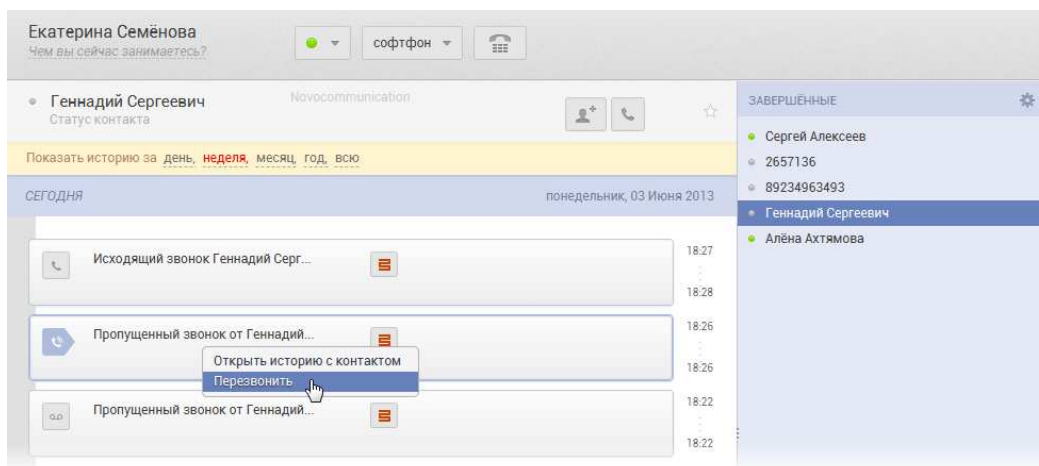 Екатерина Семёнова
Чем вы сейчас занимаетесь?
софтфон
Геннадий Сергеевич
Novocommunication
Статус контакта
Показать историю за день, неделя, месяц, год, всю
СЕГОДНЯ
понедельник, 03 Июня 2013
Исходящий звонок Геннадий Серг...
18:27
18:28
Пропущенный звонок от Геннадий...
18:26
18:26
Открыть историю с контактом
Перезвонить
Пропущенный звонок от Геннадий...
18:22
18:22
ЗАВЕРШЁННЫЕ
Сергей Алексеев
2657136
89234963493
Геннадий Сергеевич
Алёна Ахтямова